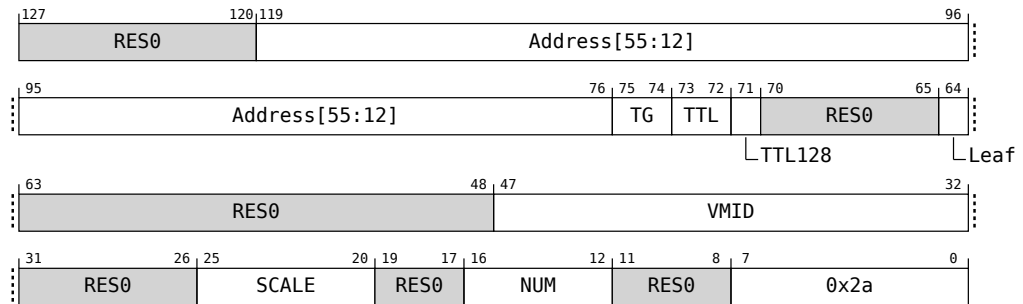 127 120 119 96
RES0 Address[55:12]
95 76 75 74 73 72 71 70 65 64
Address[55:12] TG TTL RES0
TTL128 Leaf
63 48 47 32
RES0 VMID
31 26 25 20 19 17 16 12 11 8 7 0
RES0 SCALE RES0 NUM RES0 0x2a